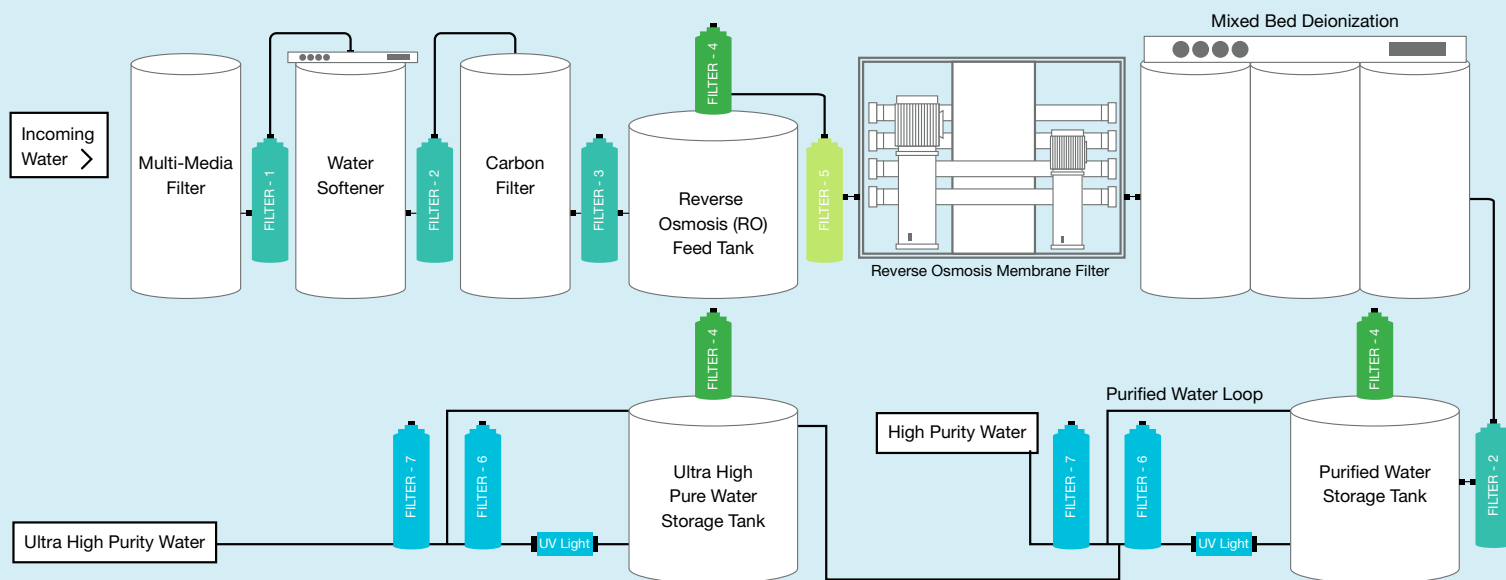 Mixed Bed Deionization
FILTER - 4
Incoming
Water
Multi-Media
Filter
FILTER - 1
Water
Softener
FILTER - 2
Carbon
Filter
FILTER - 3
Reverse
Osmosis (RO)
Feed Tank
FILTER - 5
Reverse Osmosis Membrane Filter
FILTER - 4
FILTER - 4
Purified Water Loop
High Purity Water
FILTER - 7
FILTER - 6
Ultra High
Pure Water
Storage Tank
FILTER - 7
FILTER - 6
Purified Water
Storage Tank
FILTER - 2
Ultra High Purity Water
UV Light
UV Light